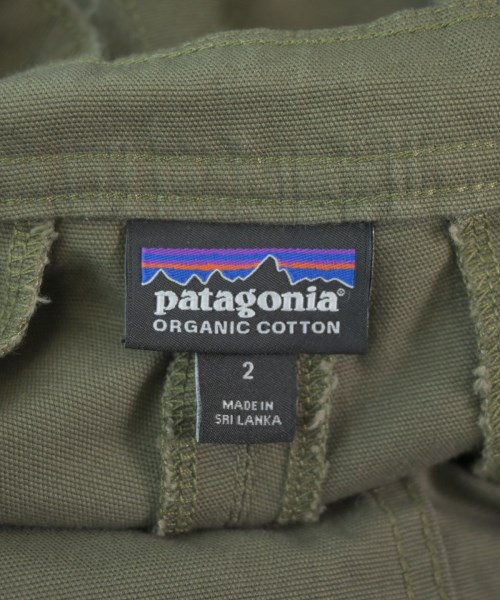 patagonia®
ORGANIC COTTON
2
MADE IN
SRI LANKA